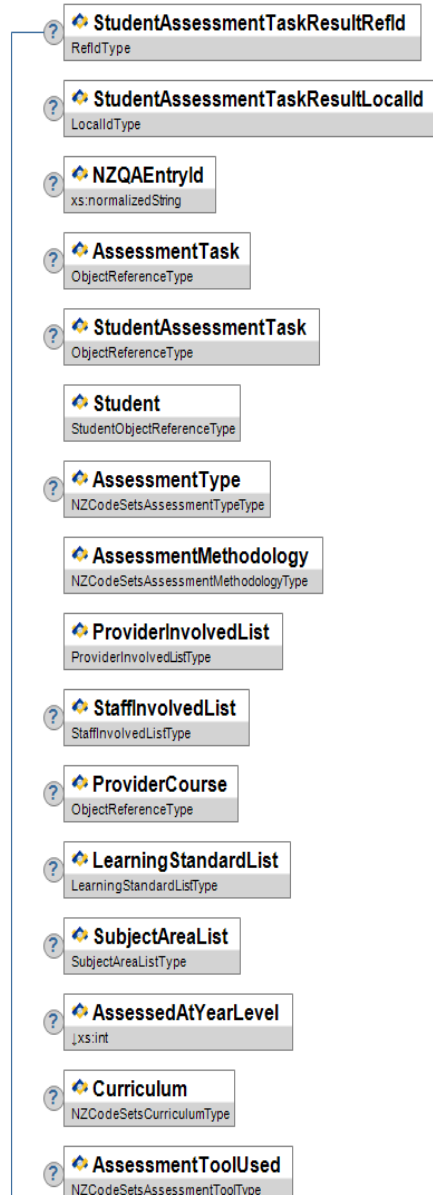 ?
StudentAssessmentTaskResultRefId
RefIdType
?
StudentAssessmentTaskResultLocalId
LocalIdType
?
NZQAEntryId
xs:normalizedString
?
AssessmentTask
ObjectReferenceType
?
StudentAssessmentTask
ObjectReferenceType
Student
StudentObjectReferenceType
?
AssessmentType
NZCodeSetsAssessmentTypeType
AssessmentMethodology
NZCodeSetsAssessmentMethodologyType
ProviderInvolvedList
ProviderInvolvedListType
?
StaffInvolvedList
StaffInvolvedListType
?
ProviderCourse
ObjectReferenceType
?
LearningStandardList
LearningStandardListType
?
SubjectAreaList
SubjectAreaListType
?
AssessedAtYearLevel
↓xs:int
?
Curriculum
NZCodeSetsCurriculumType
?
AssessmentToolUsed
NZCodeSetsAssessmentToolType